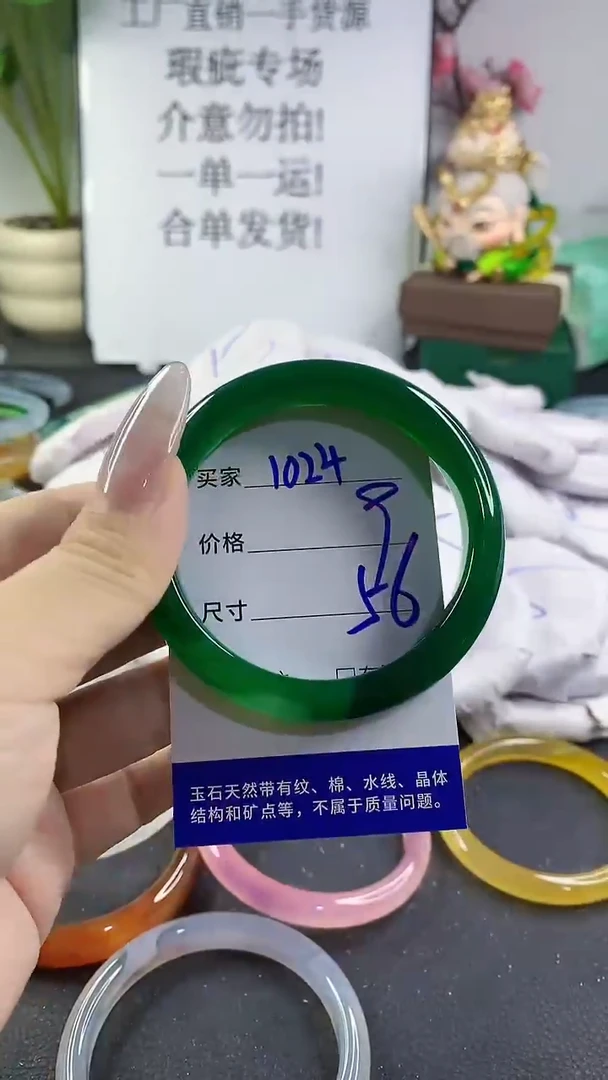 工厂直销一手货源
瑕疵专场
介意勿拍!
一单一运!
合单发货!
买家 1024
价格
尺寸 56
玉石天然带有纹、棉、水线、晶体
结构和矿点等，不属于质量问题。